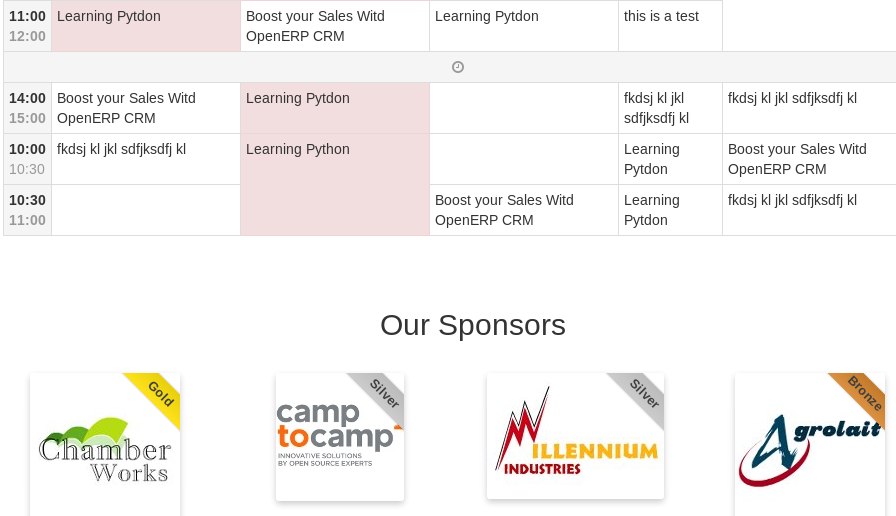 11:00 Learning Pytdon Boost your Sales Witd Learning Pytdon this is a test
12:00 OpenERP CRM
14:00 Boost your Sales Witd Learning Pytdon fkdsj kl jkl fkdsj kl jkl sdfjksdfj kl
15:00 OpenERP CRM sdfjksdfj kl
10:00 fkdsj kl jkl sdfjksdfj kl Learning Python Learning Boost your Sales Witd
10:30 Pytdon OpenERP CRM
10:30 Boost your Sales Witd Learning fkdsj kl jkl sdfjksdfj kl
11:00 OpenERP CRM Pytdon
Our Sponsors
Gold
Chamber
Works
Silver
camp
tocamp
INNOVATIVE SOLUTIONS
BY OPEN SOURCE EXPERTS
Silver
MILLENNIUM
INDUSTRIES
Bronze
Agrolait